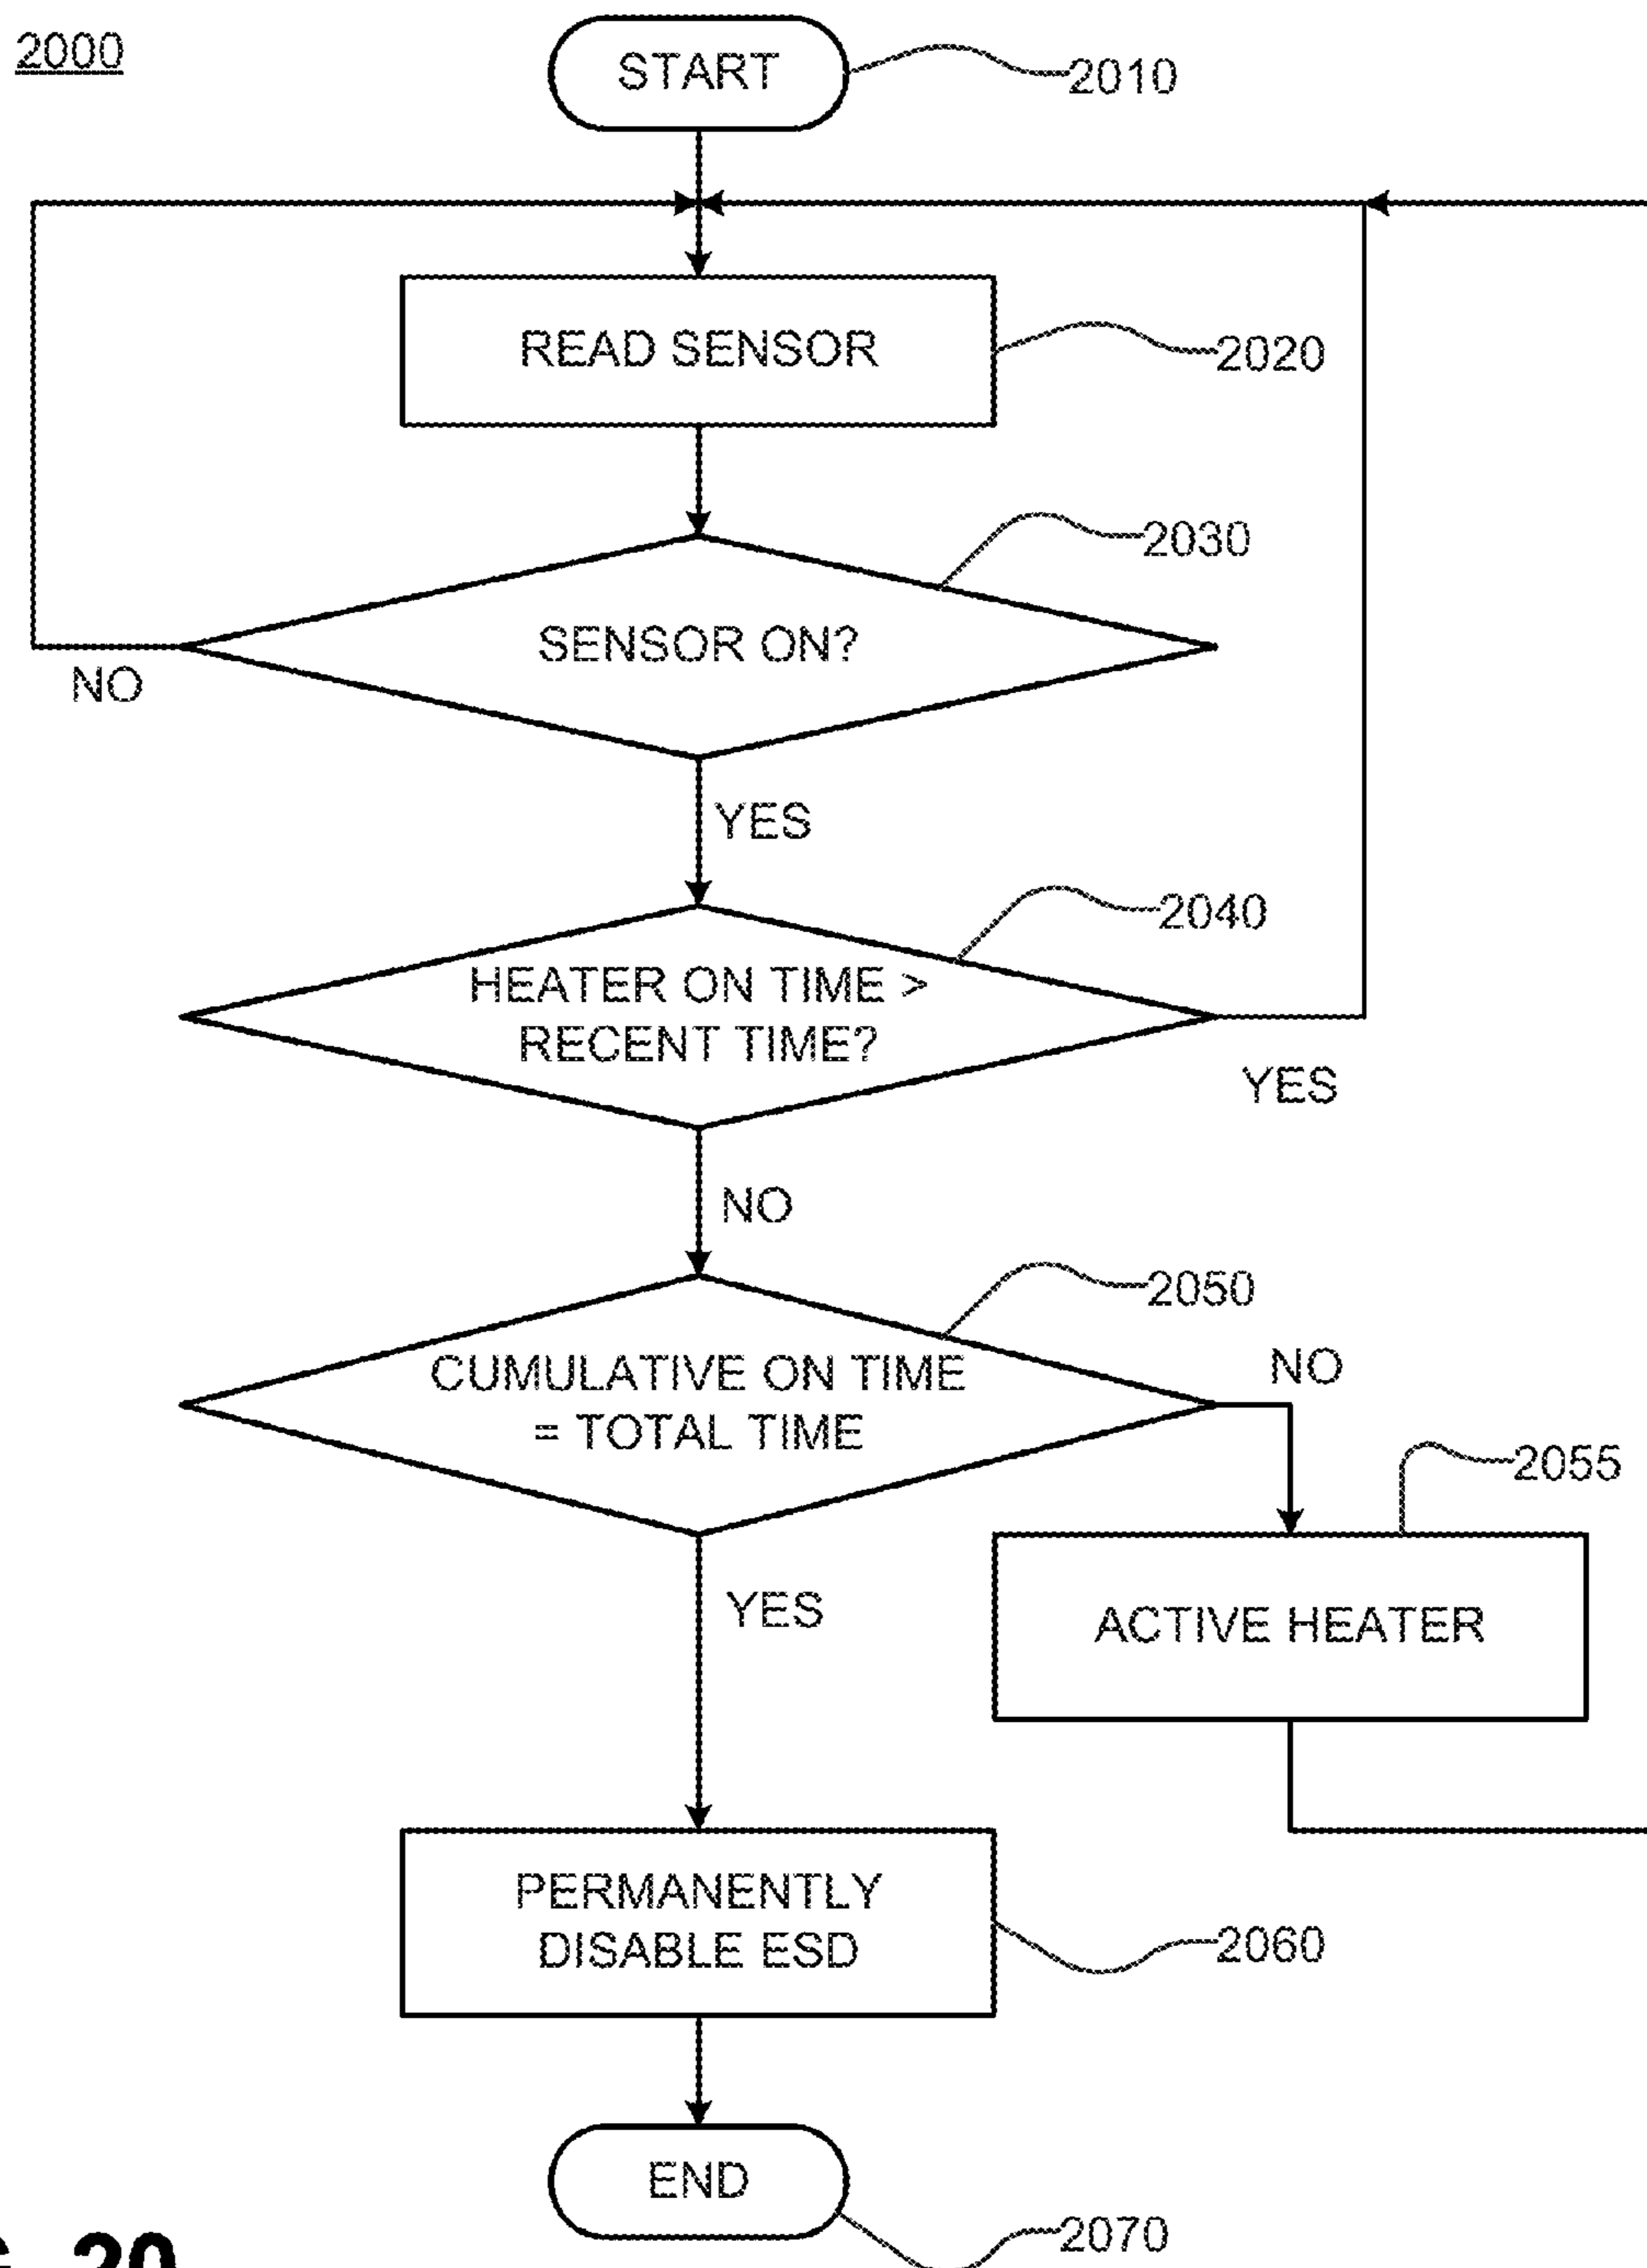 2000
START
2010
READ SENSOR
2020
2030
SENSOR ON?
NO
YES
2040
HEATER ON TIME >
RECENT TIME?
YES
NO
2050
CUMULATIVE ON TIME
= TOTAL TIME
NO
2055
YES
ACTIVE HEATER
PERMANENTLY
DISABLE ESD
2060
END
2070
20